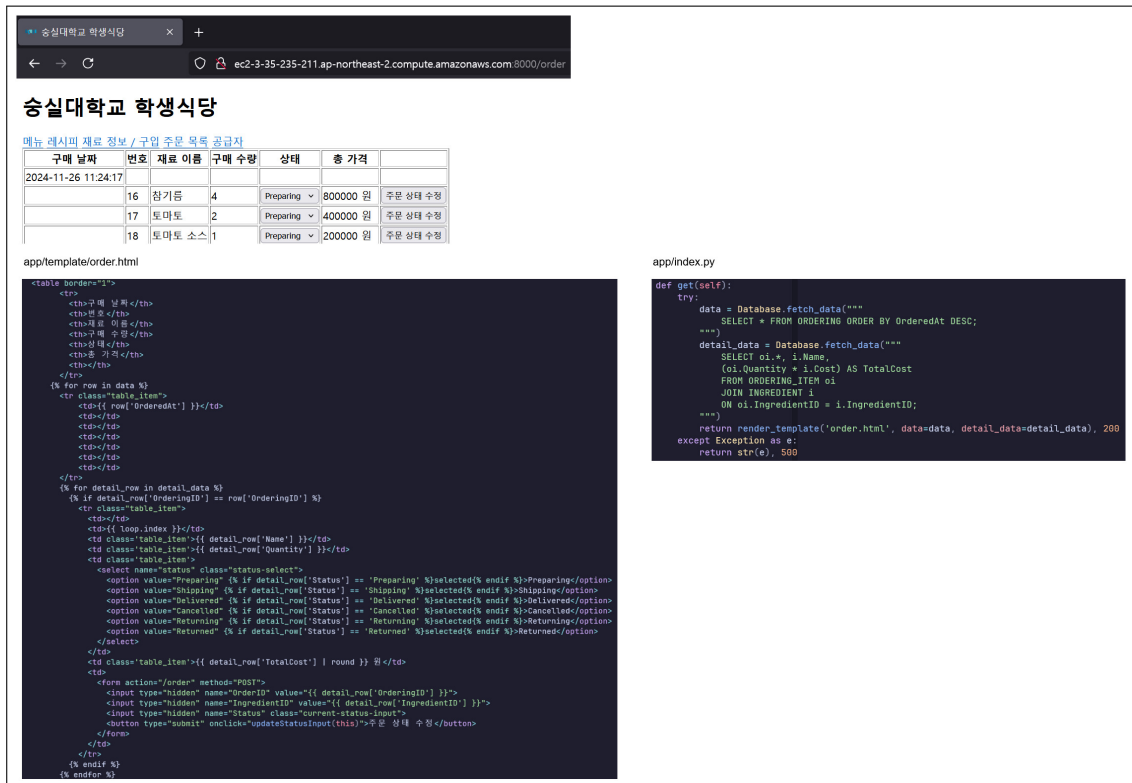 숭실대학교 학생식당
ec2-3-35-235-211.ap-northeast-2.compute.amazonaws.com:8000/order
숭실대학교 학생식당
메뉴 레시피 재료 정보 / 구입 주문 목록 공급자
구매 날짜 번호 재료 이름 구매 수량 상태 총 가격
2024-11-26 11:24:17
16 참기름 4 Preparing 800000 원 주문 상태 수정
17 토마토 2 Preparing 400000 원 주문 상태 수정
18 토마토 소스 1 Preparing 200000 원 주문 상태 수정
app/template/order.html
<table border="1">
<tr>
<th>구매 날짜</th>
<th>번호</th>
<th>재료 이름</th>
<th>구매 수량</th>
<th>상태</th>
<th>총 가격</th>
<th></th>
</tr>
{% for row in data %}
<tr class="table_item">
<td>{{ row['OrderedAt'] }}</td>
<td></td>
<td></td>
<td></td>
<td></td>
<td></td>
<td></td>
</tr>
{% for detail_row in detail_data %}
{% if detail_row['OrderingID'] == row['OrderingID'] %}
<tr class="table_item">
<td></td>
<td>{{ loop.index }}</td>
<td class='table_item'>{{ detail_row['Name'] }}</td>
<td class='table_item'>{{ detail_row['Quantity'] }}</td>
<td class='table_item'>
<select name="status" class="status-select">
<option value="Preparing" {% if detail_row['Status'] == 'Preparing' %}selected{% endif %}>Preparing</option>
<option value="Shipping" {% if detail_row['Status'] == 'Shipping' %}selected{% endif %}>Shipping</option>
<option value="Delivered" {% if detail_row['Status'] == 'Delivered' %}selected{% endif %}>Delivered</option>
<option value="Cancelled" {% if detail_row['Status'] == 'Cancelled' %}selected{% endif %}>Cancelled</option>
<option value="Returning" {% if detail_row['Status'] == 'Returning' %}selected{% endif %}>Returning</option>
<option value="Returned" {% if detail_row['Status'] == 'Returned' %}selected{% endif %}>Returned</option>
</select>
</td>
<td class='table_item'>{{ detail_row['TotalCost'] | round }} 원</td>
<td>
<form action="/order" method="POST">
<input type="hidden" name="OrderID" value="{{ detail_row['OrderingID'] }}">
<input type="hidden" name="IngredientID" value="{{ detail_row['IngredientID'] }}">
<input type="hidden" name="Status" class="current-status-input">
<button type="submit" onclick="updateStatusInput(this)">주문 상태 수정</button>
</form>
</td>
</tr>
{% endif %}
{% endfor %}
app/index.py
def get(self):
try:
data = Database.fetch_data("""
SELECT * FROM ORDERING ORDER BY OrderedAt DESC;
""")
detail_data = Database.fetch_data("""
SELECT oi.*, i.Name,
(oi.Quantity * i.Cost) AS TotalCost
FROM ORDERING_ITEM oi
JOIN INGREDIENT i
ON oi.IngredientID = i.IngredientID;
""")
return render_template('order.html', data=data, detail_data=detail_data), 200
except Exception as e:
return str(e), 500